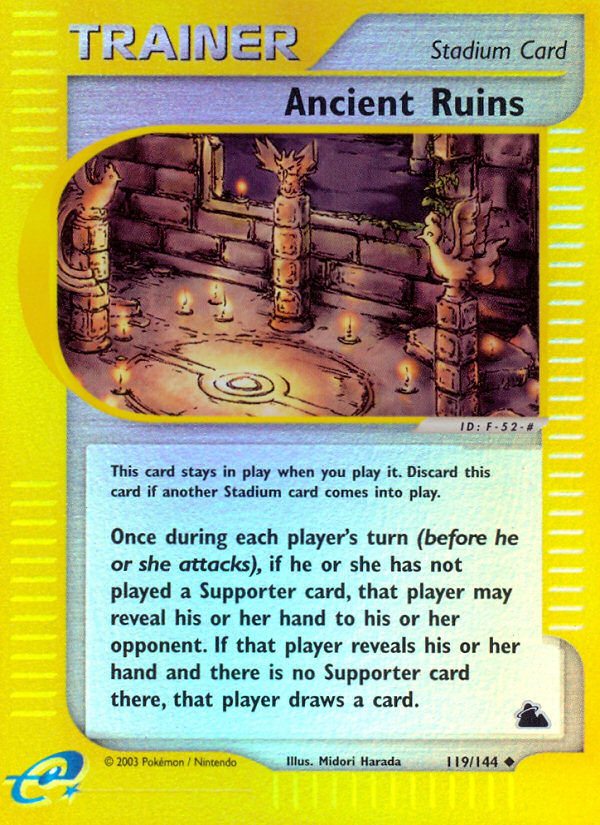 TRAINER
Stadium Card
Ancient Ruins
ID: F-52-#
This card stays in play when you play it. Discard this
card if another Stadium card comes into play.
Once during each player's turn (before he
or she attacks), if he or she has not
played a Supporter card, that player may
reveal his or her hand to his or her
opponent. If that player reveals his or her
hand and there is no Supporter card
there, that player draws a card.
e
© 2003 Pokémon / Nintendo
Illus. Midori Harada
119/144 ◆